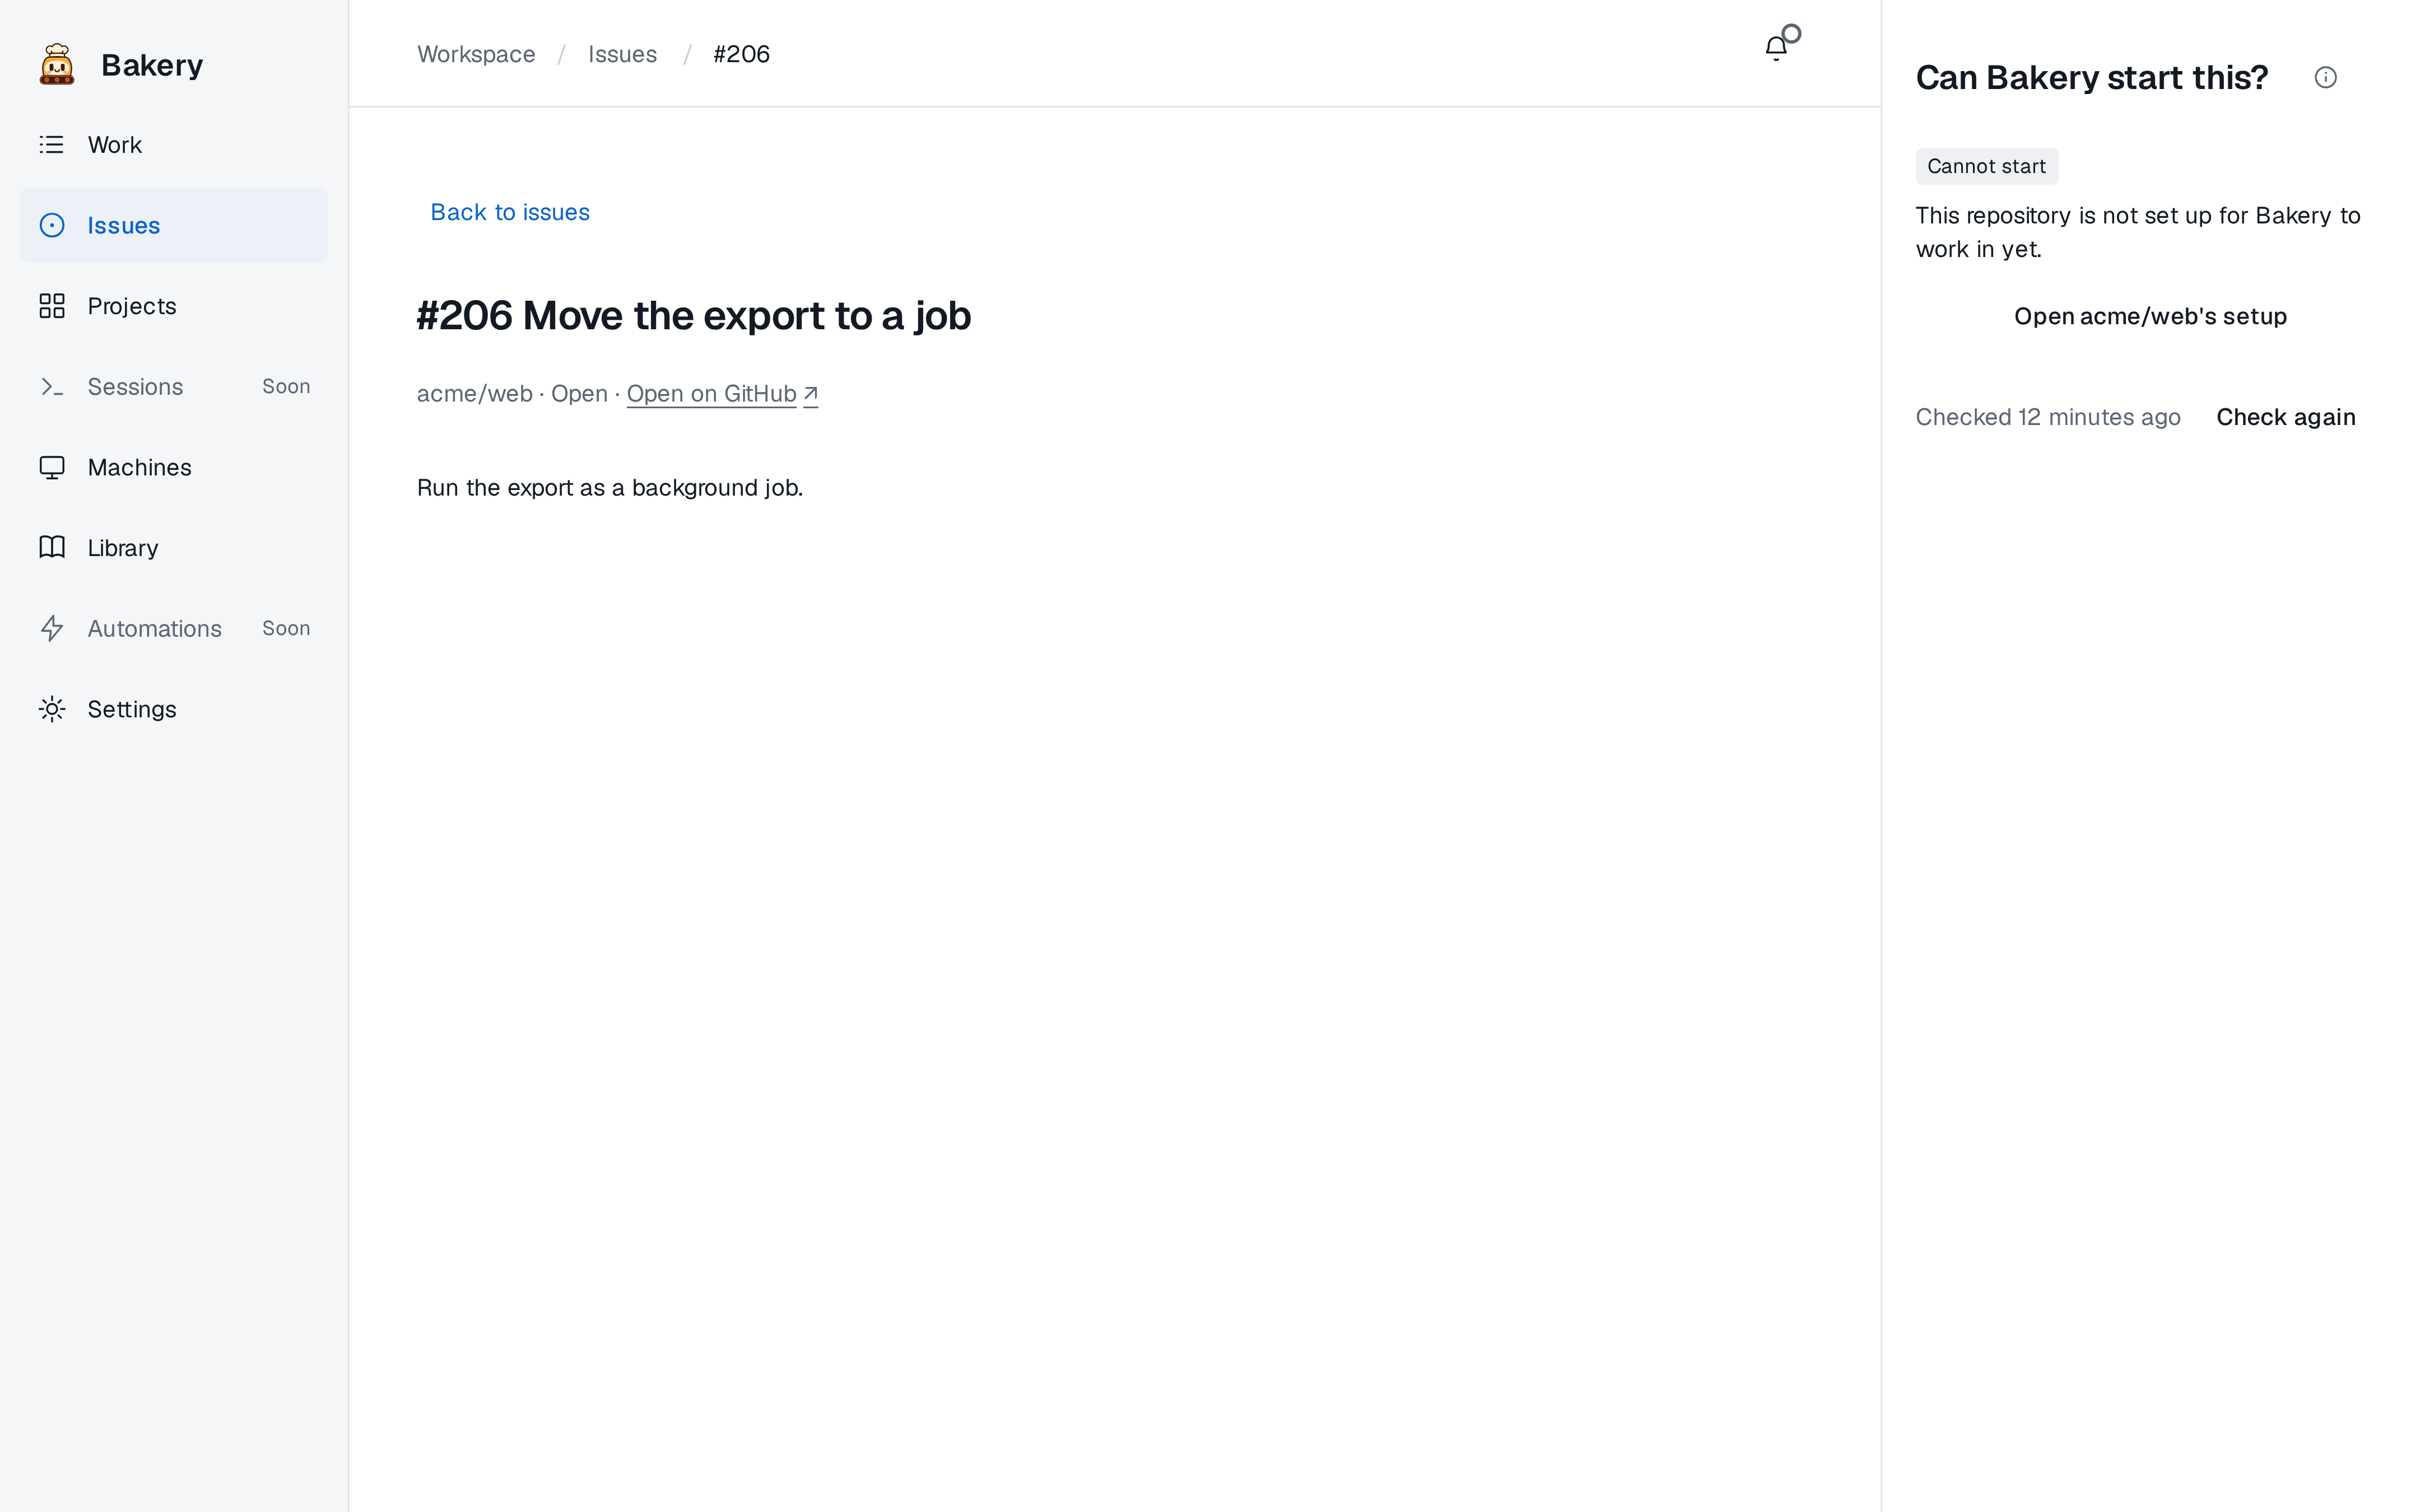 Bakery
Work
Issues
Projects
Sessions Soon
Machines
Library
Automations Soon
Settings
Workspace / Issues / #206
Back to issues
#206 Move the export to a job
acme/web · Open · Open on GitHub ↗
Run the export as a background job.
Can Bakery start this?
Cannot start
This repository is not set up for Bakery to
work in yet.
Open acme/web's setup
Checked 12 minutes ago Check again